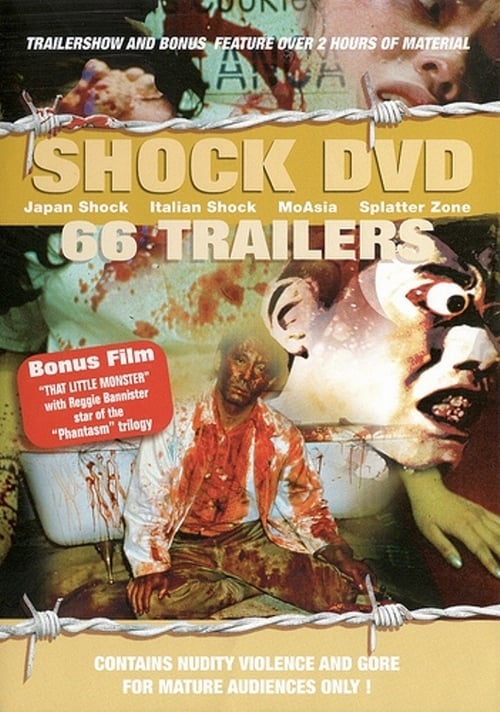 COOKIE
TRAILERSHOW AND BONUS FEATURE OVER 2 HOURS OF MATERIAL
SHOCK DVD
Japan Shock Italian Shock MoAsia Splatter Zone
66 TRAILERS
Bonus Film
"THAT LITTLE MONSTER"
with Reggie Bannister
star of the
"Phantasm" trilogy
CONTAINS NUDITY VIOLENCE AND GORE
FOR MATURE AUDIENCES ONLY !